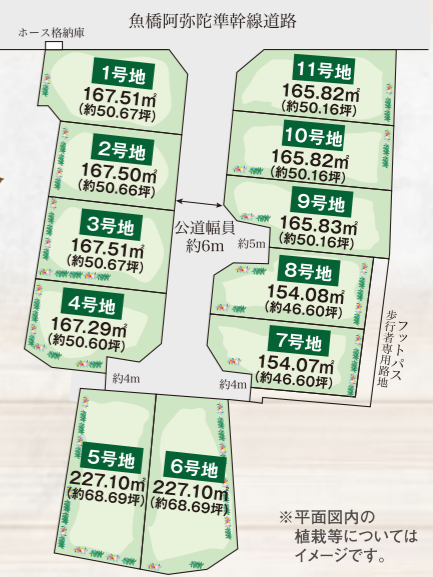 魚橋阿弥陀準幹線道路
ホース格納庫
1号地
167.51㎡
(約50.67坪)
2号地
167.50㎡
(約50.66坪)
3号地
167.51㎡
(約50.67坪)
4号地
167.29㎡
(約50.60坪)
11号地
165.82㎡
(約50.16坪)
10号地
165.82㎡
(約50.16坪)
9号地
165.83㎡
(約50.16坪)
8号地
154.08㎡
(約46.60坪)
7号地
154.07㎡
(約46.60坪)
公道幅員
約6m
約5m
約4m
約4m
フットパス
歩行者専用路地
5号地
227.10㎡
(約68.69坪)
6号地
227.10㎡
(約68.69坪)
※平面図内の
植栽等については
イメージです。